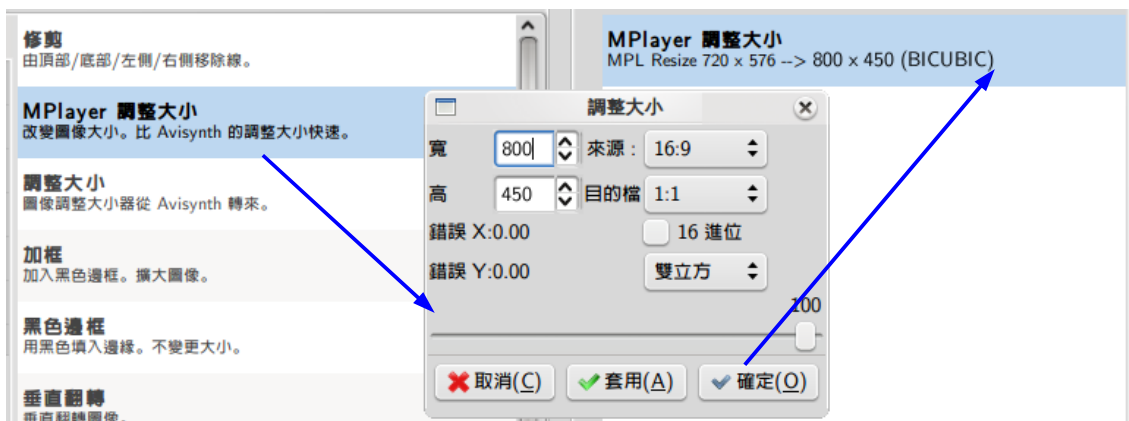 修剪
由頂部/底部/左側/右側移除線。
MPlayer 調整大小
改變圖像大小。比 Avisynth 的調整大小快速。
調整大小
圖像調整大小器從 Avisynth 轉來。
加框
加入黑色邊框。擴大圖像。
黑色邊框
用黑色填入邊緣。不變更大小。
垂直翻轉
垂直翻轉圖像。
MPlayer 調整大小
MPL Resize 720 x 576 --> 800 x 450 (BICUBIC)
調整大小
寬 800 來源 : 16:9
高 450 目的檔 1:1
錯誤 X:0.00 16 進位
錯誤 Y:0.00 雙立方
100
取消(C) 套用(A) 確定(O)